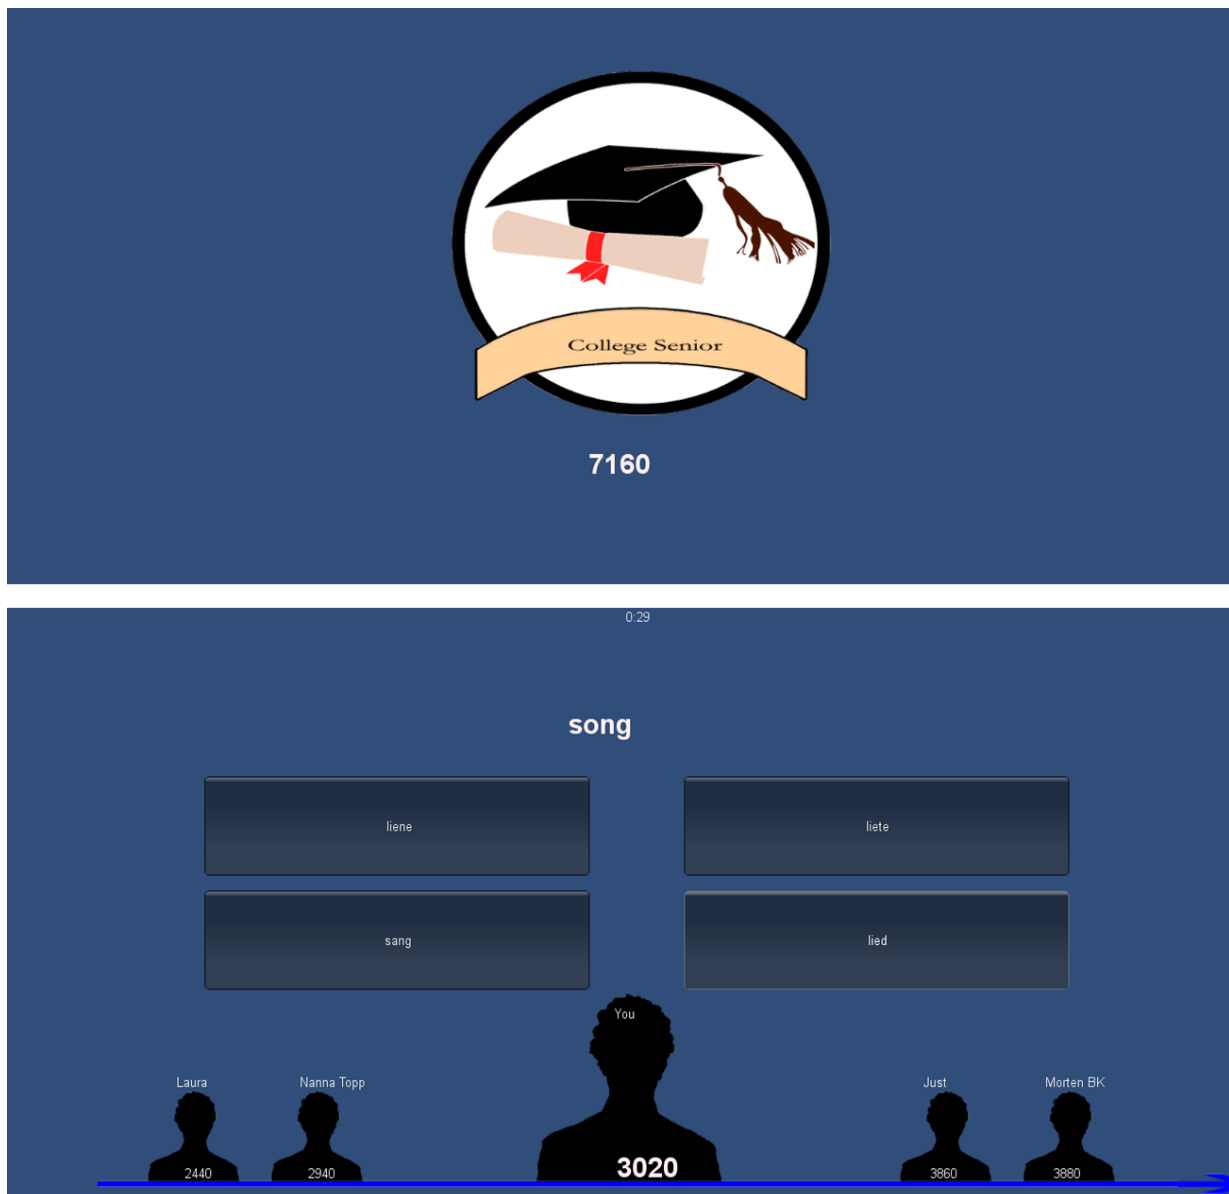 College Senior
7160
0:29
song
liene
liete
sang
lied
You
Laura
Nanna Topp
Just
Morten BK
2440
2940
3020
3860
3880